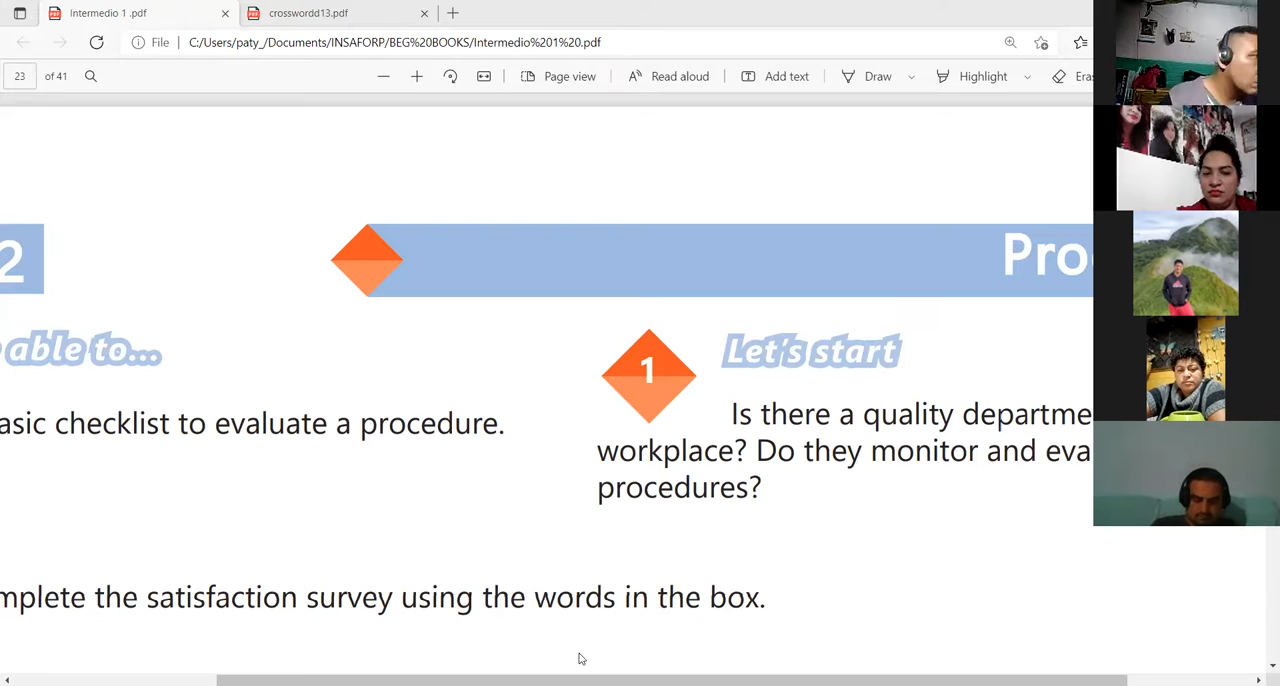 Intermedio 1 .pdf
crosswordd13.pdf
File
C:/Users/paty_/Documents/INSAFORP/BEG%20BOOKS/Intermedio%201%20.pdf
23 of 41
Page view
Read aloud
Add text
Draw
Highlight
Eras
2
Pro
able to...
1
Let's start
asic checklist to evaluate a procedure.
Is there a quality departme
workplace? Do they monitor and eva
procedures?
mplete the satisfaction survey using the words in the box.